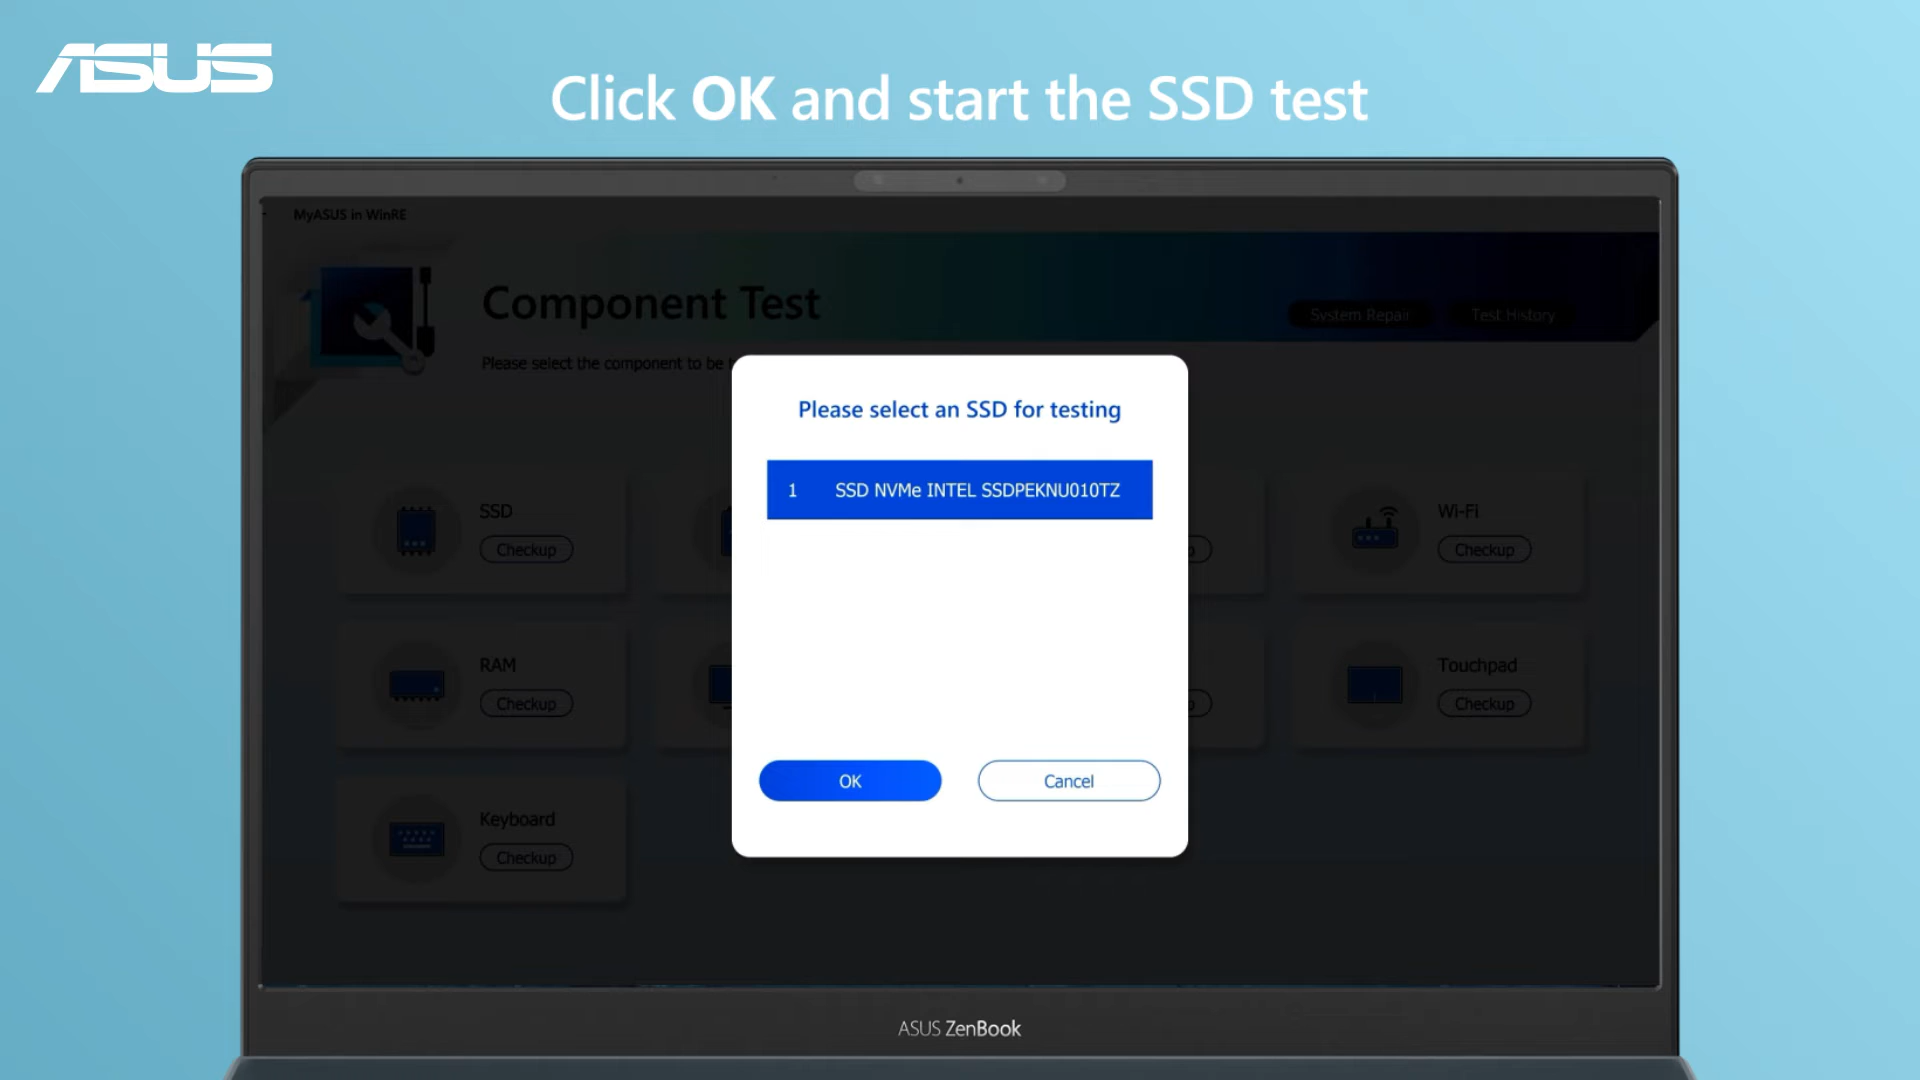 ASUS
Click OK and start the SSD test
MyASUS in WinRE
Component Test
System Repair
Test History
Please select the component to be
Please select an SSD for testing
1 SSD NVMe INTEL SSDPEKNU010TZ
SSD
Checkup
Wi-Fi
Checkup
RAM
Checkup
Touchpad
Checkup
OK
Cancel
Keyboard
Checkup
ASUS ZenBook